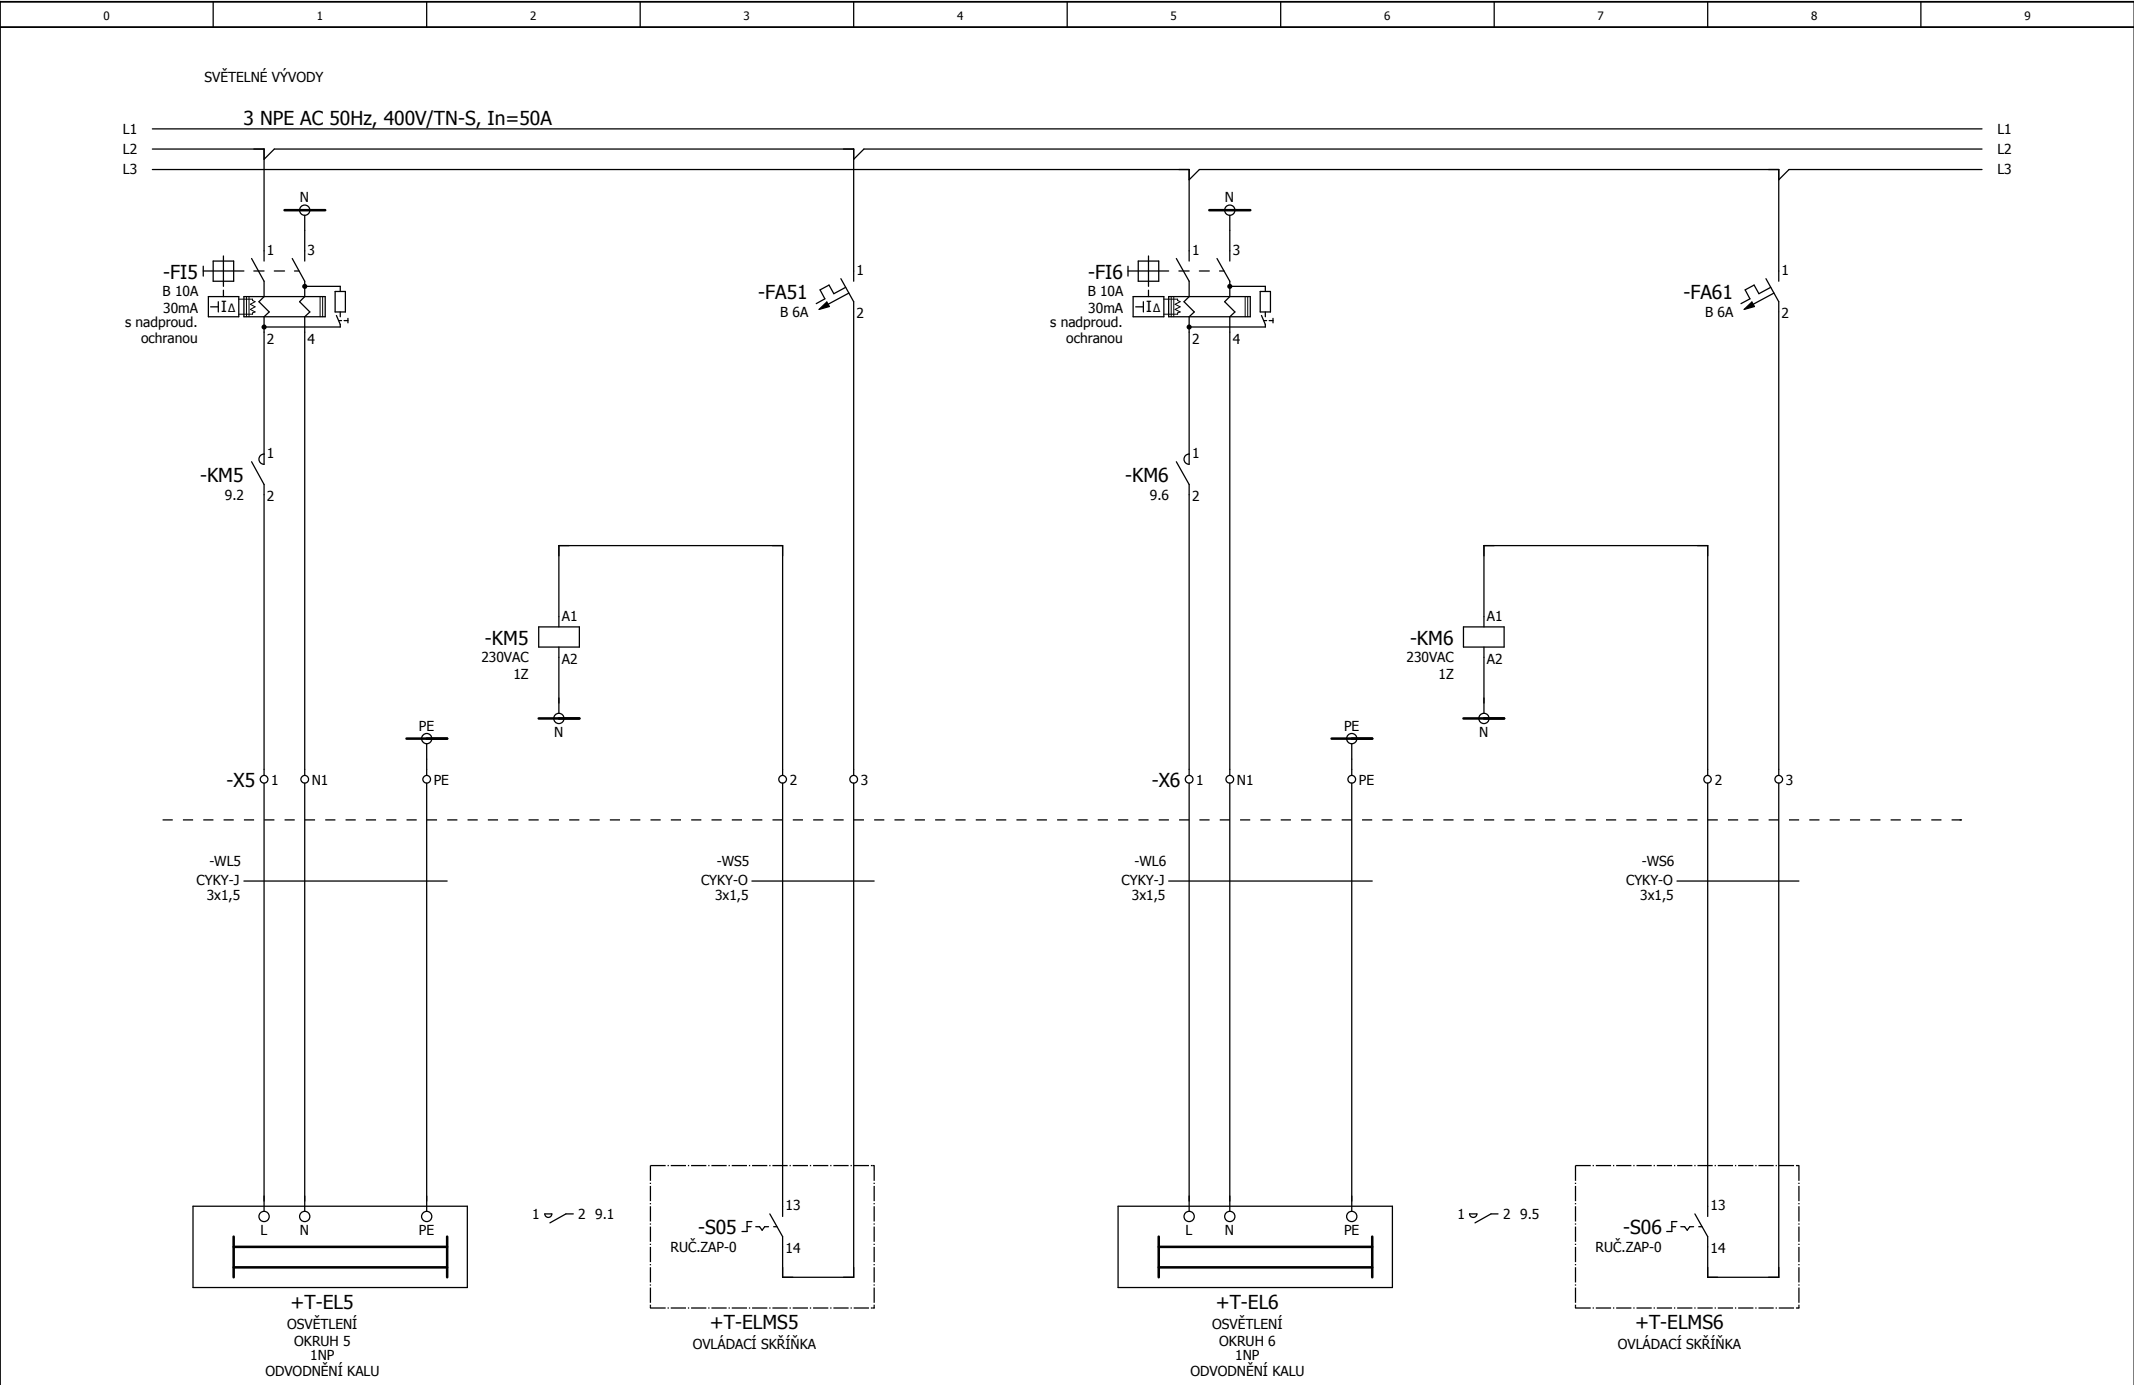 0 1 2 3 4 5 6 7 8 9
SVĚTELNÉ VÝVODY
3 NPE AC 50Hz, 400V/TN-S, In=50A
L1 L1
L2 L2
L3 L3
N N
1 3 1 3
-FI5 -FI6
B 10A B 10A
30mA 30mA
s nadproud. s nadproud.
ochranou ochranou
I∆ I∆
2 4 2 4
1 1
-FA51 -FA61
B 6A B 6A
2 2
1 1
-KM5 -KM6
9.2 9.6
2 2
A1 A1
-KM5 -KM6
230VAC 230VAC
1Z 1Z
A2 A2
N N
PE PE
-X5 1 N1 PE 2 3 -X6 1 N1 PE 2 3
-WL5 -WS5 -WL6 -WS6
CYKY-J CYKY-O CYKY-J CYKY-O
3x1,5 3x1,5 3x1,5 3x1,5
L N PE L N PE
1 2 9.1 1 2 9.5
13 13
-S05 -S06
RUČ.ZAP-0 RUČ.ZAP-0
14 14
+T-EL5 +T-EL6
OSVĚTLENÍ OSVĚTLENÍ
OKRUH 5 OKRUH 6
1NP 1NP
ODVODNĚNÍ KALU ODVODNĚNÍ KALU
+T-ELMS5 +T-ELMS6
OVLÁDACÍ SKŘÍŇKA OVLÁDACÍ SKŘÍŇKA